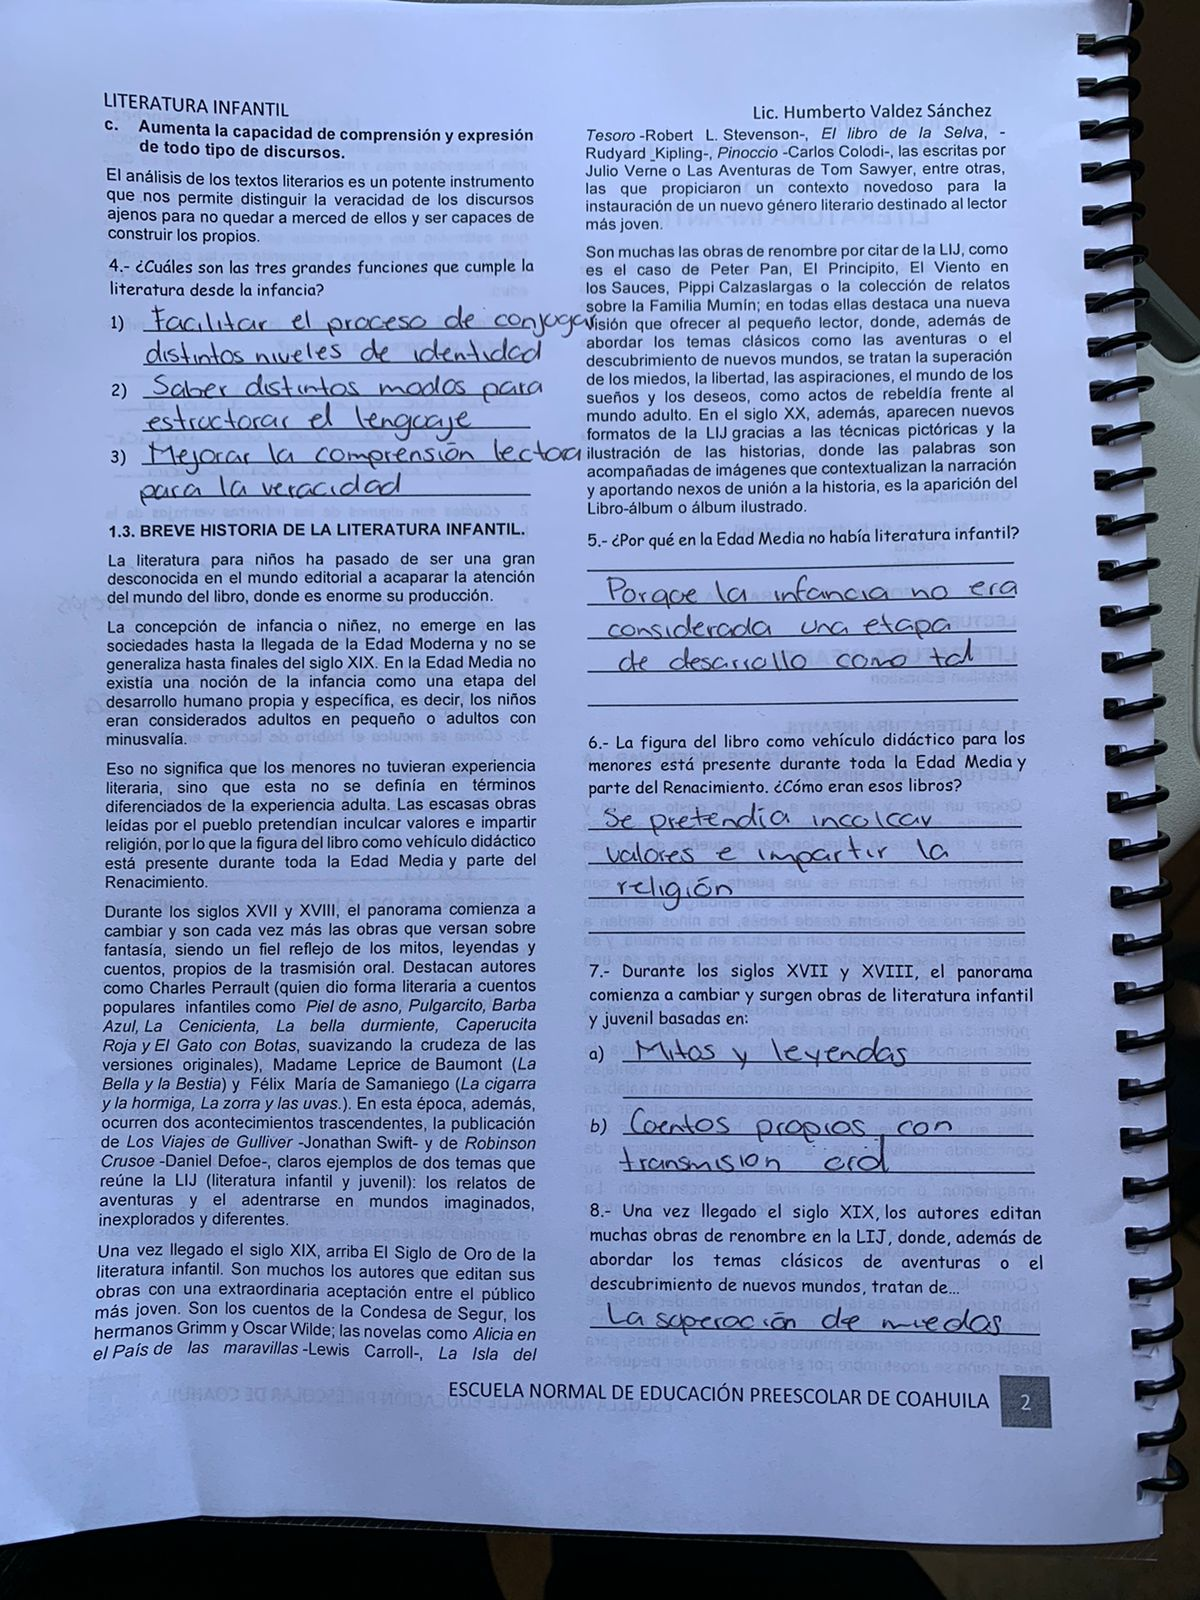 LITERATURA INFANTIL
c. Aumenta la capacidad de comprensión y expresión
de todo tipo de discursos.
El análisis de los textos literarios es un potente instrumento
que nos permite distinguir la veracidad de los discursos
ajenos para no quedar a merced de ellos y ser capaces de
construir los propios.
4.- ¿Cuáles son las tres grandes funciones que cumple la
literatura desde la infancia?
1) Facilitar el proceso de conjugar
distintos niveles de identidad
2) Saber distintos modos para
estructorar el lenguaje
3) Mejorar la comprensión lectora
para la veracidad
1.3. BREVE HISTORIA DE LA LITERATURA INFANTIL.
La literatura para niños ha pasado de ser una gran
desconocida en el mundo editorial a acaparar la atención
del mundo del libro, donde es enorme su producción.
La concepción de infancia o niñez, no emerge en las
sociedades hasta la llegada de la Edad Moderna y no se
generaliza hasta finales del siglo XIX. En la Edad Media no
existía una noción de la infancia como una etapa del
desarrollo humano propia y específica, es decir, los niños
eran considerados adultos en pequeño o adultos con
minusvalía.
Eso no significa que los menores no tuvieran experiencia
literaria, sino que esta no se definía en términos
diferenciados de la experiencia adulta. Las escasas obras
leídas por el pueblo pretendían inculcar valores e impartir
religión, por lo que la figura del libro como vehículo didáctico
está presente durante toda la Edad Media y parte del
Renacimiento.
Durante los siglos XVII y XVIII, el panorama comienza a
cambiar y son cada vez más las obras que versan sobre
fantasía, siendo un fiel reflejo de los mitos, leyendas y
cuentos, propios de la trasmisión oral. Destacan autores
como Charles Perrault (quien dio forma literaria a cuentos
populares infantiles como Piel de asno, Pulgarcito, Barba
Azul, La Cenicienta, La bella durmiente, Caperucita
Roja y El Gato con Botas, suavizando la crudeza de las
versiones originales), Madame Leprice de Baumont (La
Bella y la Bestia) y Félix María de Samaniego (La cigarra
y la hormiga, La zorra y las uvas.). En esta época, además,
ocurren dos acontecimientos trascendentes, la publicación
de Los Viajes de Gulliver -Jonathan Swift- y de Robinson
Crusoe -Daniel Defoe-, claros ejemplos de dos temas que
reúne la LIJ (literatura infantil y juvenil): los relatos de
aventuras y el adentrarse en mundos imaginados,
inexplorados y diferentes.
Una vez llegado el siglo XIX, arriba El Siglo de Oro de la
literatura infantil. Son muchos los autores que editan sus
obras con una extraordinaria aceptación entre el público
más joven. Son los cuentos de la Condesa de Segur, los
hermanos Grimm y Oscar Wilde; las novelas como Alicia en
el País de las maravillas -Lewis Carroll-, La Isla del
Lic. Humberto Valdez Sánchez
Tesoro -Robert L. Stevenson-, El libro de la Selva, -
Rudyard _Kipling-, Pinoccio -Carlos Colodi-, las escritas por
Julio Verne o Las Aventuras de Tom Sawyer, entre otras,
las que propiciaron un contexto novedoso para la
instauración de un nuevo género literario destinado al lector
más joven.
Son muchas las obras de renombre por citar de la LIJ, como
es el caso de Peter Pan, El Principito, El Viento en
los Sauces, Pippi Calzaslargas o la colección de relatos
sobre la Familia Mumín; en todas ellas destaca una nueva
visión que ofrecer al pequeño lector, donde, además de
abordar los temas clásicos como las aventuras o el
descubrimiento de nuevos mundos, se tratan la superación
de los miedos, la libertad, las aspiraciones, el mundo de los
sueños y los deseos, como actos de rebeldía frente al
mundo adulto. En el siglo XX, además, aparecen nuevos
formatos de la LIJ gracias a las técnicas pictóricas y la
ilustración de las historias, donde las palabras son
acompañadas de imágenes que contextualizan la narración
y aportando nexos de unión a la historia, es la aparición del
Libro-álbum o álbum ilustrado.
5.- ¿Por qué en la Edad Media no había literatura infantil?
Porque la infancia no era
considerada una etapa
de desarrollo como tal
6.- La figura del libro como vehículo didáctico para los
menores está presente durante toda la Edad Media y
parte del Renacimiento. ¿Cómo eran esos libros?
Se pretendía incolcar
valores e impartir la
religión
7.- Durante los siglos XVII y XVIII, el panorama
comienza a cambiar y surgen obras de literatura infantil
y juvenil basadas en:
a) Mitos y leyendas
b) Cuentos propios, con
transmision oral
8.- Una vez llegado el siglo XIX, los autores editan
muchas obras de renombre en la LIJ, donde, además de
abordar los temas clásicos de aventuras o el
descubrimiento de nuevos mundos, tratan de...
La superación de miedos
ESCUELA NORMAL DE EDUCACIÓN PREESCOLAR DE COAHUILA 2